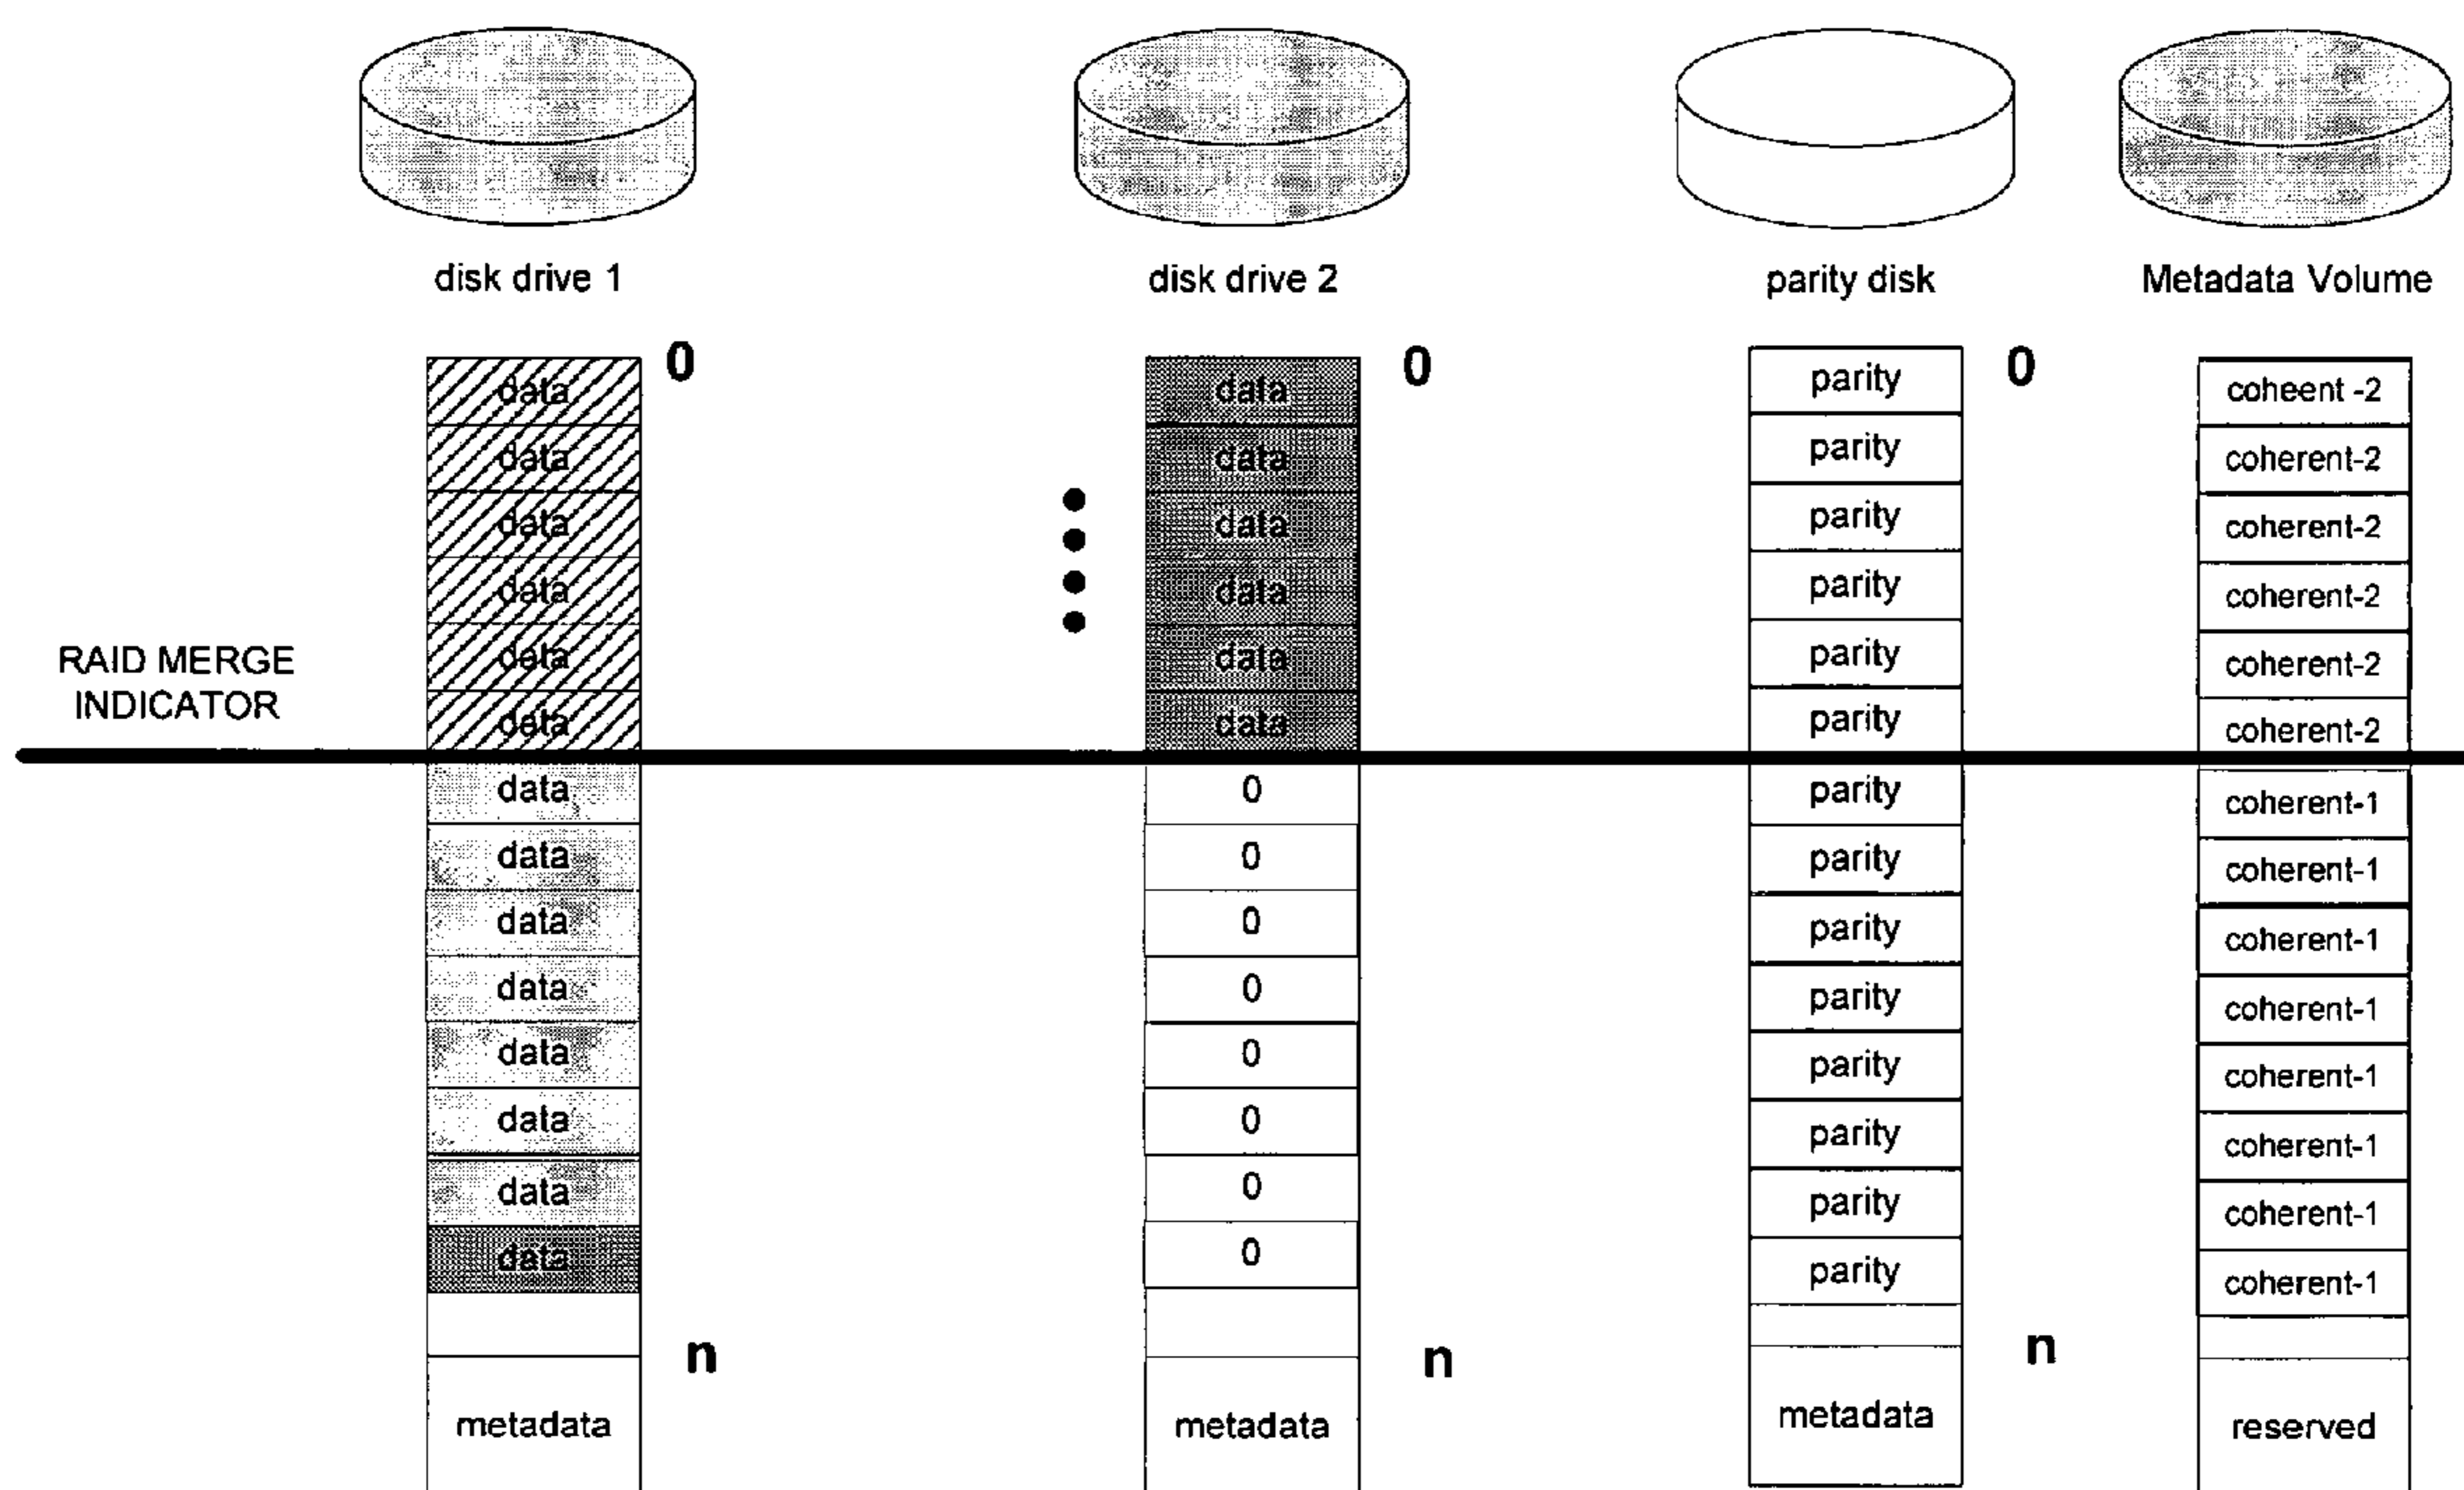 disk drive 1
disk drive 2
parity disk
Metadata Volume
0
0
0
data
data
parity
coheent -2
data
data
parity
coherent-2
data
data
parity
coherent-2
data
data
parity
coherent-2
RAID MERGE
INDICATOR
data
data
parity
coherent-2
data
data
parity
coherent-2
data
0
parity
coherent-1
data
0
parity
coherent-1
data
0
parity
coherent-1
data
0
parity
coherent-1
data
0
parity
coherent-1
data
0
parity
coherent-1
data
0
parity
coherent-1
data
0
parity
coherent-1
n
n
n
metadata
metadata
metadata
reserved